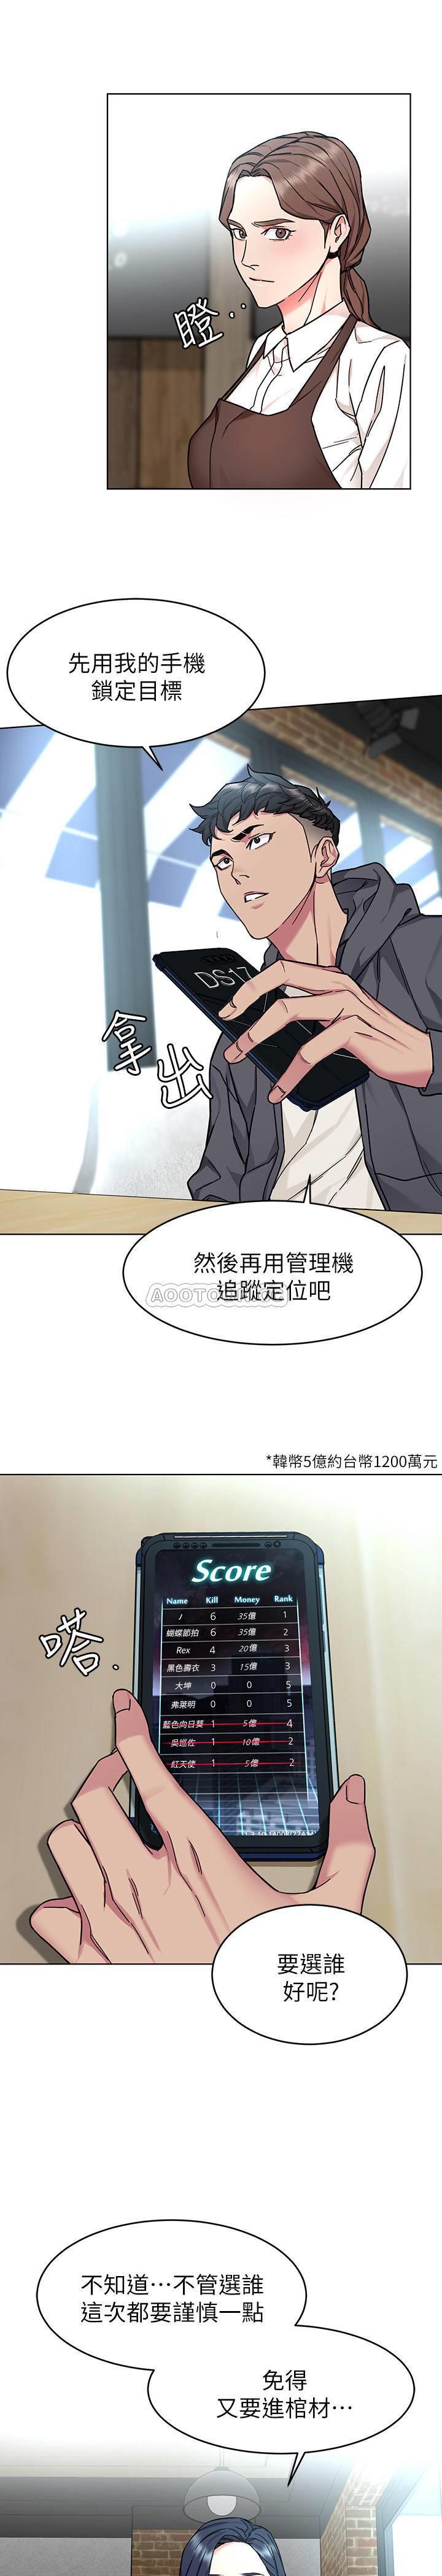 瞪..
先用我的手機
鎖定目標
DS17
拿出
然後再用管理機
追蹤定位吧
*韓幣5億約台幣1200萬元
Score
Name Kill Money Rank
J 6 35億 1
蝴蝶節拍 6 35億 2
Rex 4 20億 3
黑色壽衣 3 15億 3
大坤 0 0 5
弗萊明 0 0 5
藍色向日葵 1 5億 4
吳巡佐 1 10億 2
紅天使 1 5億 2
嗒.
要選誰
好呢?
不知道…不管選誰
這次都要謹慎一點
免得
又要進棺材…